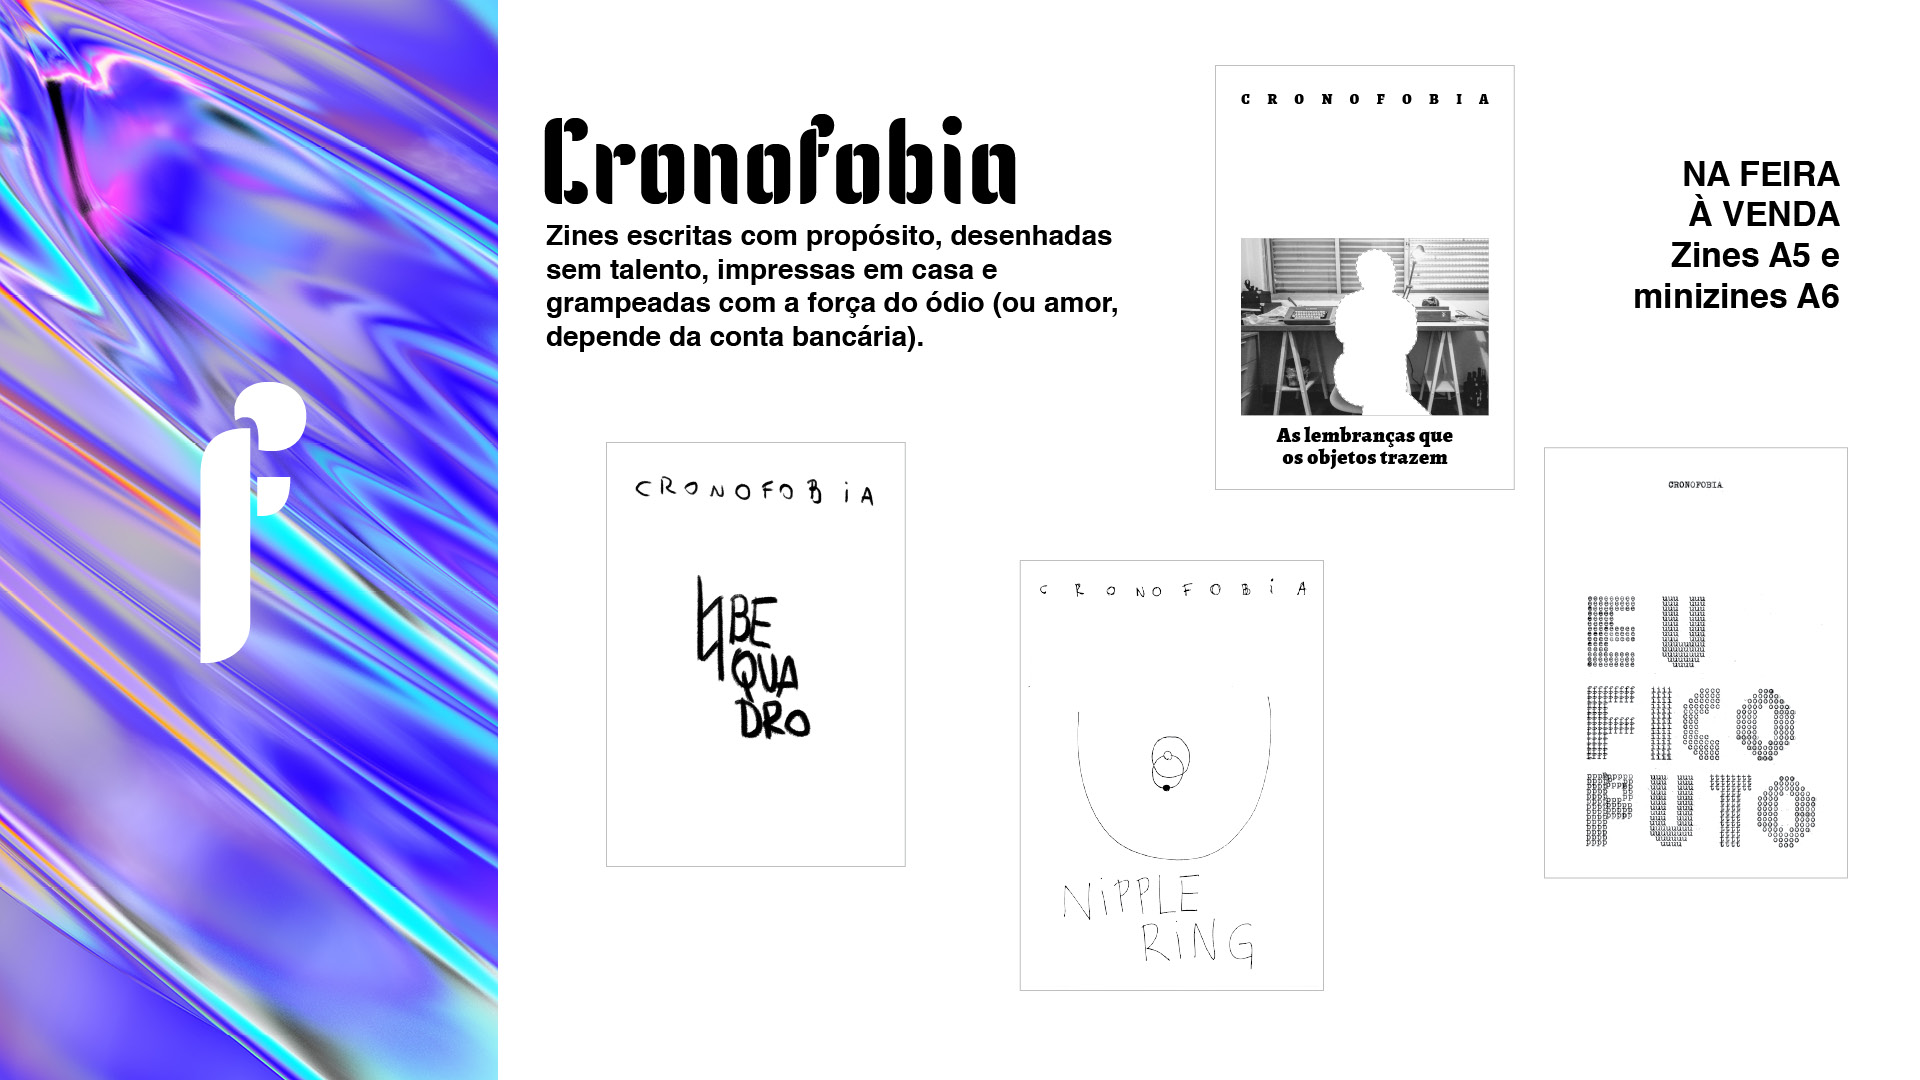 Cronofobia
Zines escritas com propósito, desenhadas
sem talento, impressas em casa e
grampeadas com a força do ódio (ou amor,
depende da conta bancária).
CRONOFOBIA
As lembranças que
os objetos trazem
NA FEIRA
À VENDA
Zines A5 e
minizines A6
CRONOFOBiA
BE
QUA
DRO
CRONOFOBiA
NiPPLE
RiNG
CRONOFOBIA
EU
FICO
PUTO